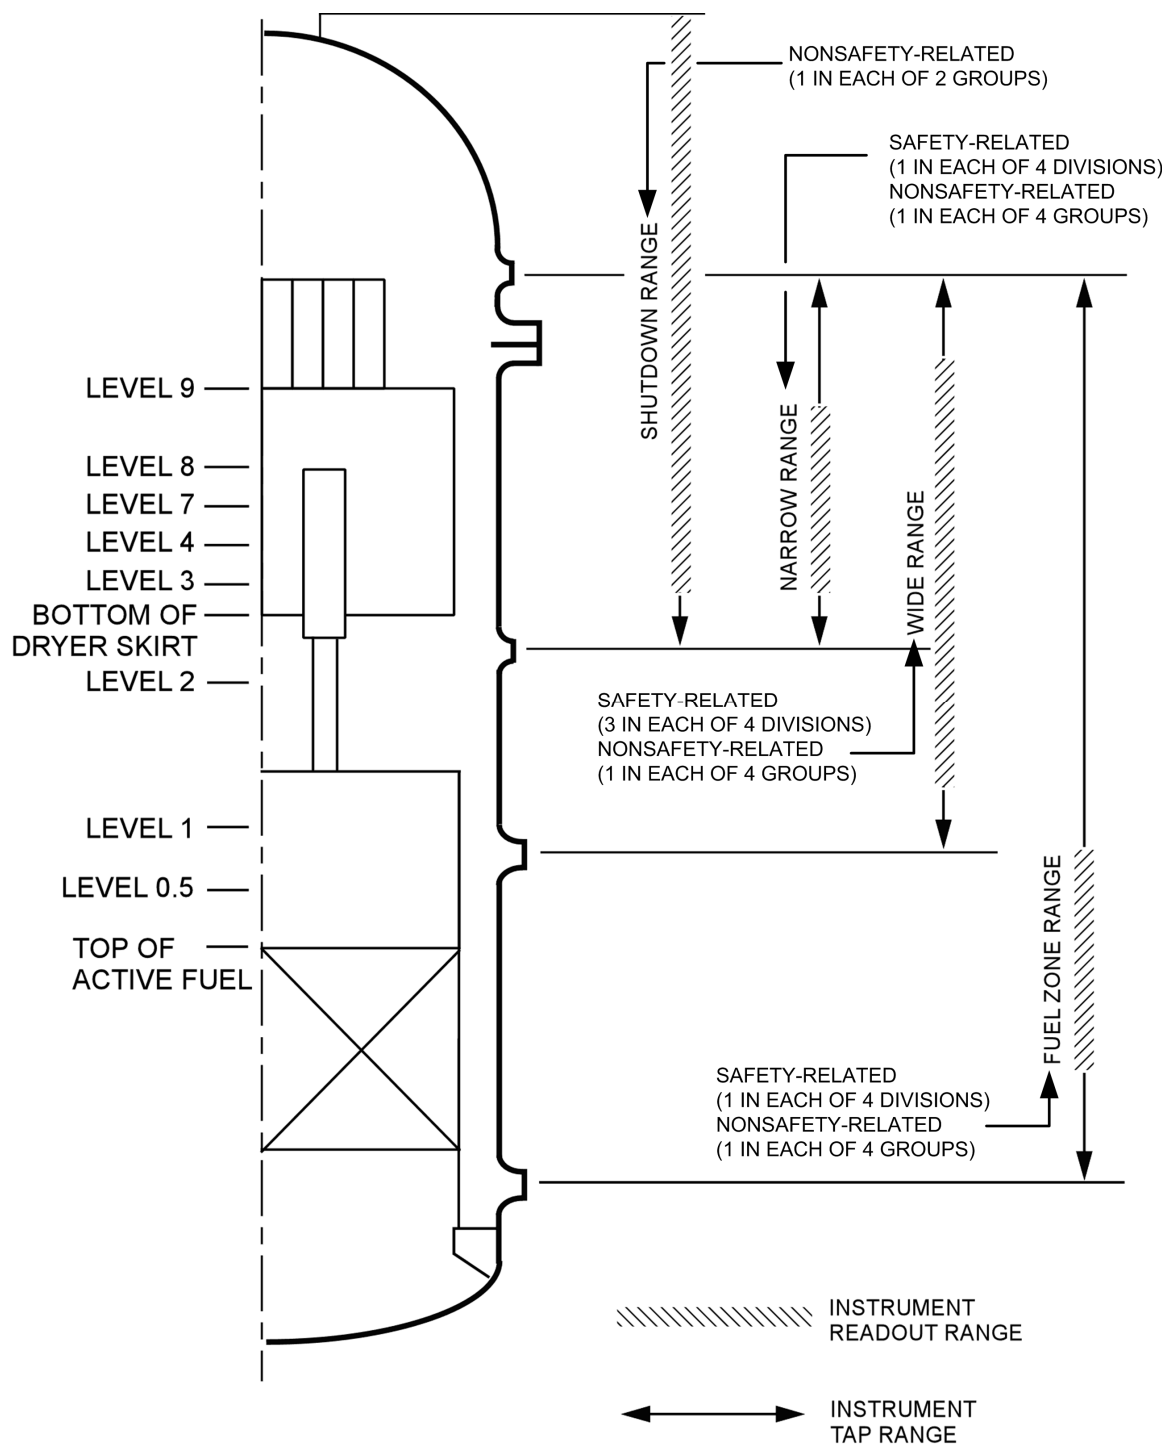 NONSAFETY-RELATED
(1 IN EACH OF 2 GROUPS)
SAFETY-RELATED
(1 IN EACH OF 4 DIVISIONS)
NONSAFETY-RELATED
(1 IN EACH OF 4 GROUPS)
SHUTDOWN RANGE
NARROW RANGE
WIDE RANGE
LEVEL 9
LEVEL 8
LEVEL 7
LEVEL 4
LEVEL 3
BOTTOM OF
DRYER SKIRT
LEVEL 2
SAFETY-RELATED
(3 IN EACH OF 4 DIVISIONS)
NONSAFETY-RELATED
(1 IN EACH OF 4 GROUPS)
LEVEL 1
LEVEL 0.5
TOP OF
ACTIVE FUEL
FUEL ZONE RANGE
SAFETY-RELATED
(1 IN EACH OF 4 DIVISIONS)
NONSAFETY-RELATED
(1 IN EACH OF 4 GROUPS)
INSTRUMENT
READOUT RANGE
INSTRUMENT
TAP RANGE